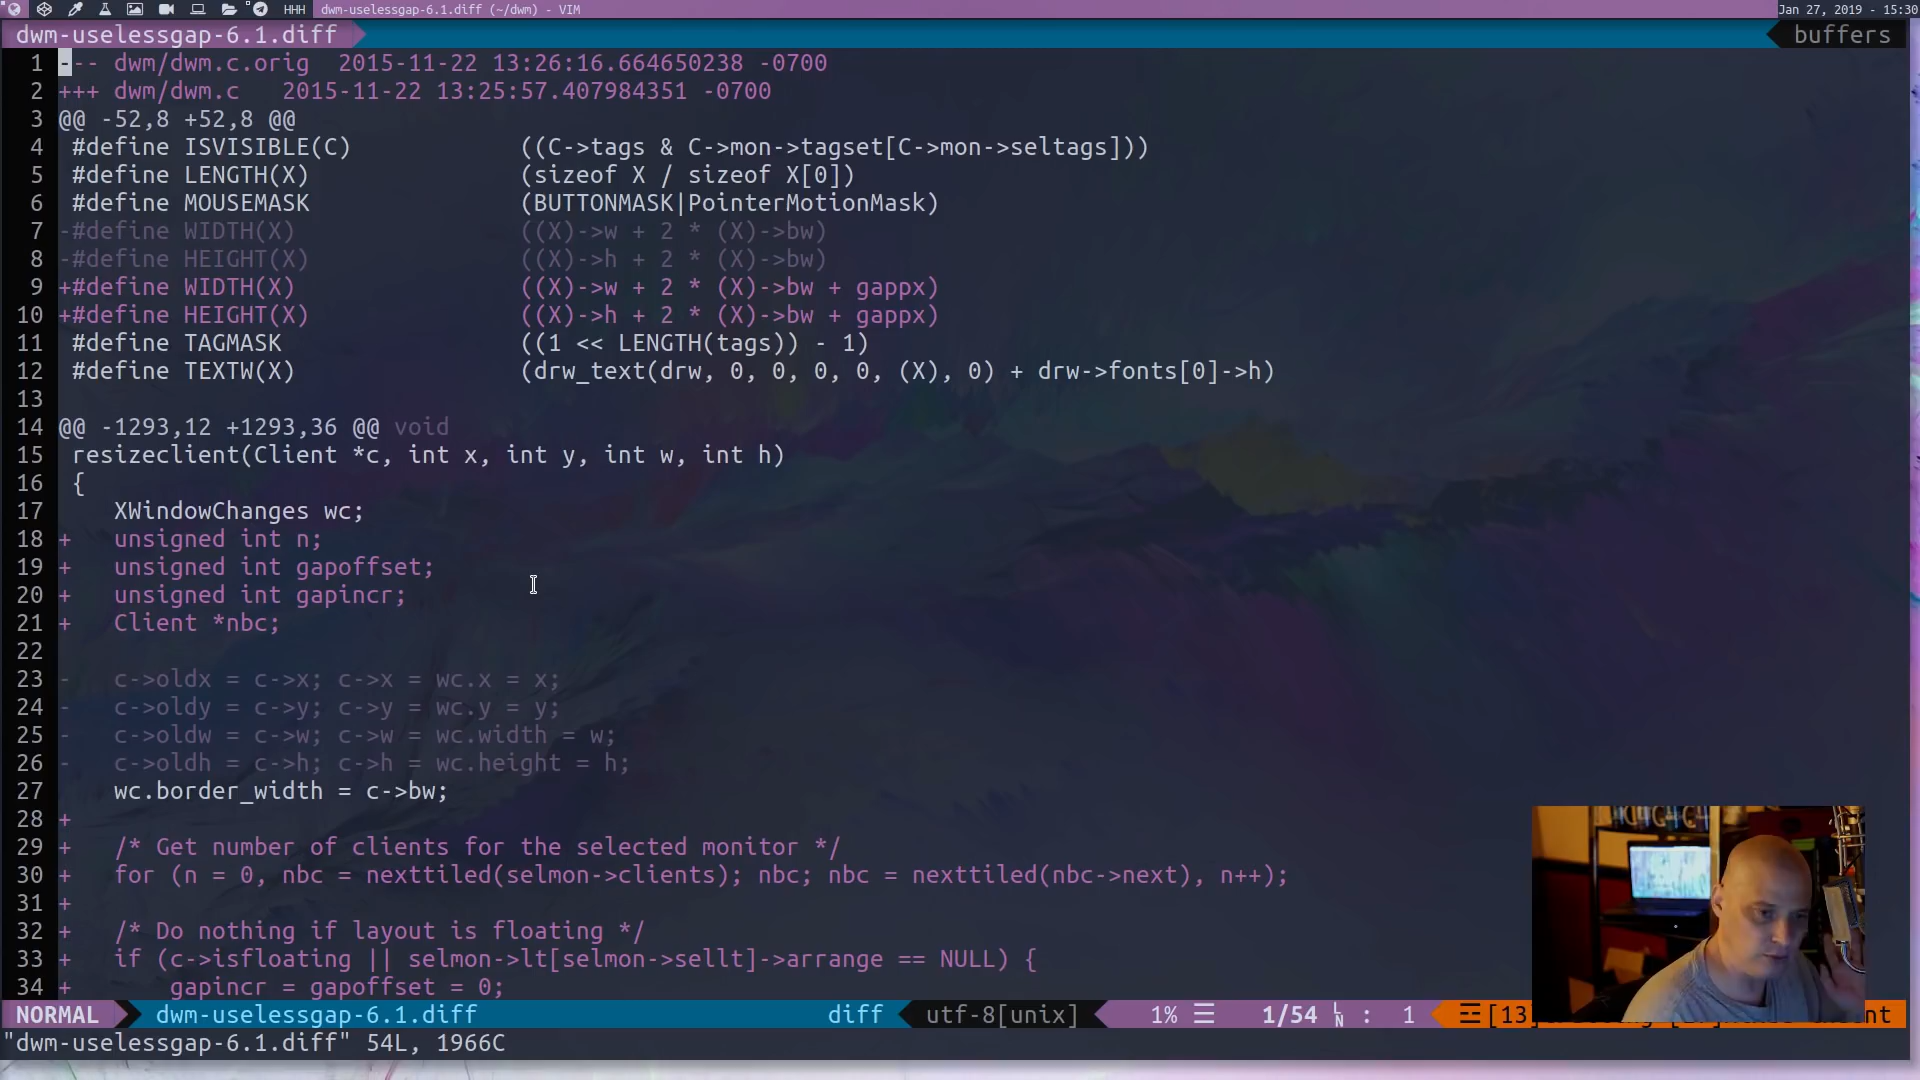 HHH dwm-uselessgap-6.1.diff (~/dwm) - VIM Jan 27, 2019 - 15:30
dwm-uselessgap-6.1.diff buffers
1 --- dwm/dwm.c.orig 2015-11-22 13:26:16.664650238 -0700
2 +++ dwm/dwm.c 2015-11-22 13:25:57.407984351 -0700
3 @@ -52,8 +52,8 @@
4 #define ISVISIBLE(C) ((C->tags & C->mon->tagset[C->mon->seltags]))
5 #define LENGTH(X) (sizeof X / sizeof X[0])
6 #define MOUSEMASK (BUTTONMASK|PointerMotionMask)
7 -#define WIDTH(X) ((X)->w + 2 * (X)->bw)
8 -#define HEIGHT(X) ((X)->h + 2 * (X)->bw)
9 +#define WIDTH(X) ((X)->w + 2 * (X)->bw + gappx)
10 +#define HEIGHT(X) ((X)->h + 2 * (X)->bw + gappx)
11 #define TAGMASK ((1 << LENGTH(tags)) - 1)
12 #define TEXTW(X) (drw_text(drw, 0, 0, 0, 0, (X), 0) + drw->fonts[0]->h)
13
14 @@ -1293,12 +1293,36 @@ void
15 resizeclient(Client *c, int x, int y, int w, int h)
16 {
17 XWindowChanges wc;
18 + unsigned int n;
19 + unsigned int gapoffset;
20 + unsigned int gapincr;
21 + Client *nbc;
22
23 - c->oldx = c->x; c->x = wc.x = x;
24 - c->oldy = c->y; c->y = wc.y = y;
25 - c->oldw = c->w; c->w = wc.width = w;
26 - c->oldh = c->h; c->h = wc.height = h;
27 wc.border_width = c->bw;
28 +
29 + /* Get number of clients for the selected monitor */
30 + for (n = 0, nbc = nexttiled(selmon->clients); nbc; nbc = nexttiled(nbc->next), n++);
31 +
32 + /* Do nothing if layout is floating */
33 + if (c->isfloating || selmon->lt[selmon->sellt]->arrange == NULL) {
34 + gapincr = gapoffset = 0;
NORMAL dwm-uselessgap-6.1.diff diff utf-8[unix] 1% ☰ 1/54 LN : 1 ☲[13]
"dwm-uselessgap-6.1.diff" 54L, 1966C